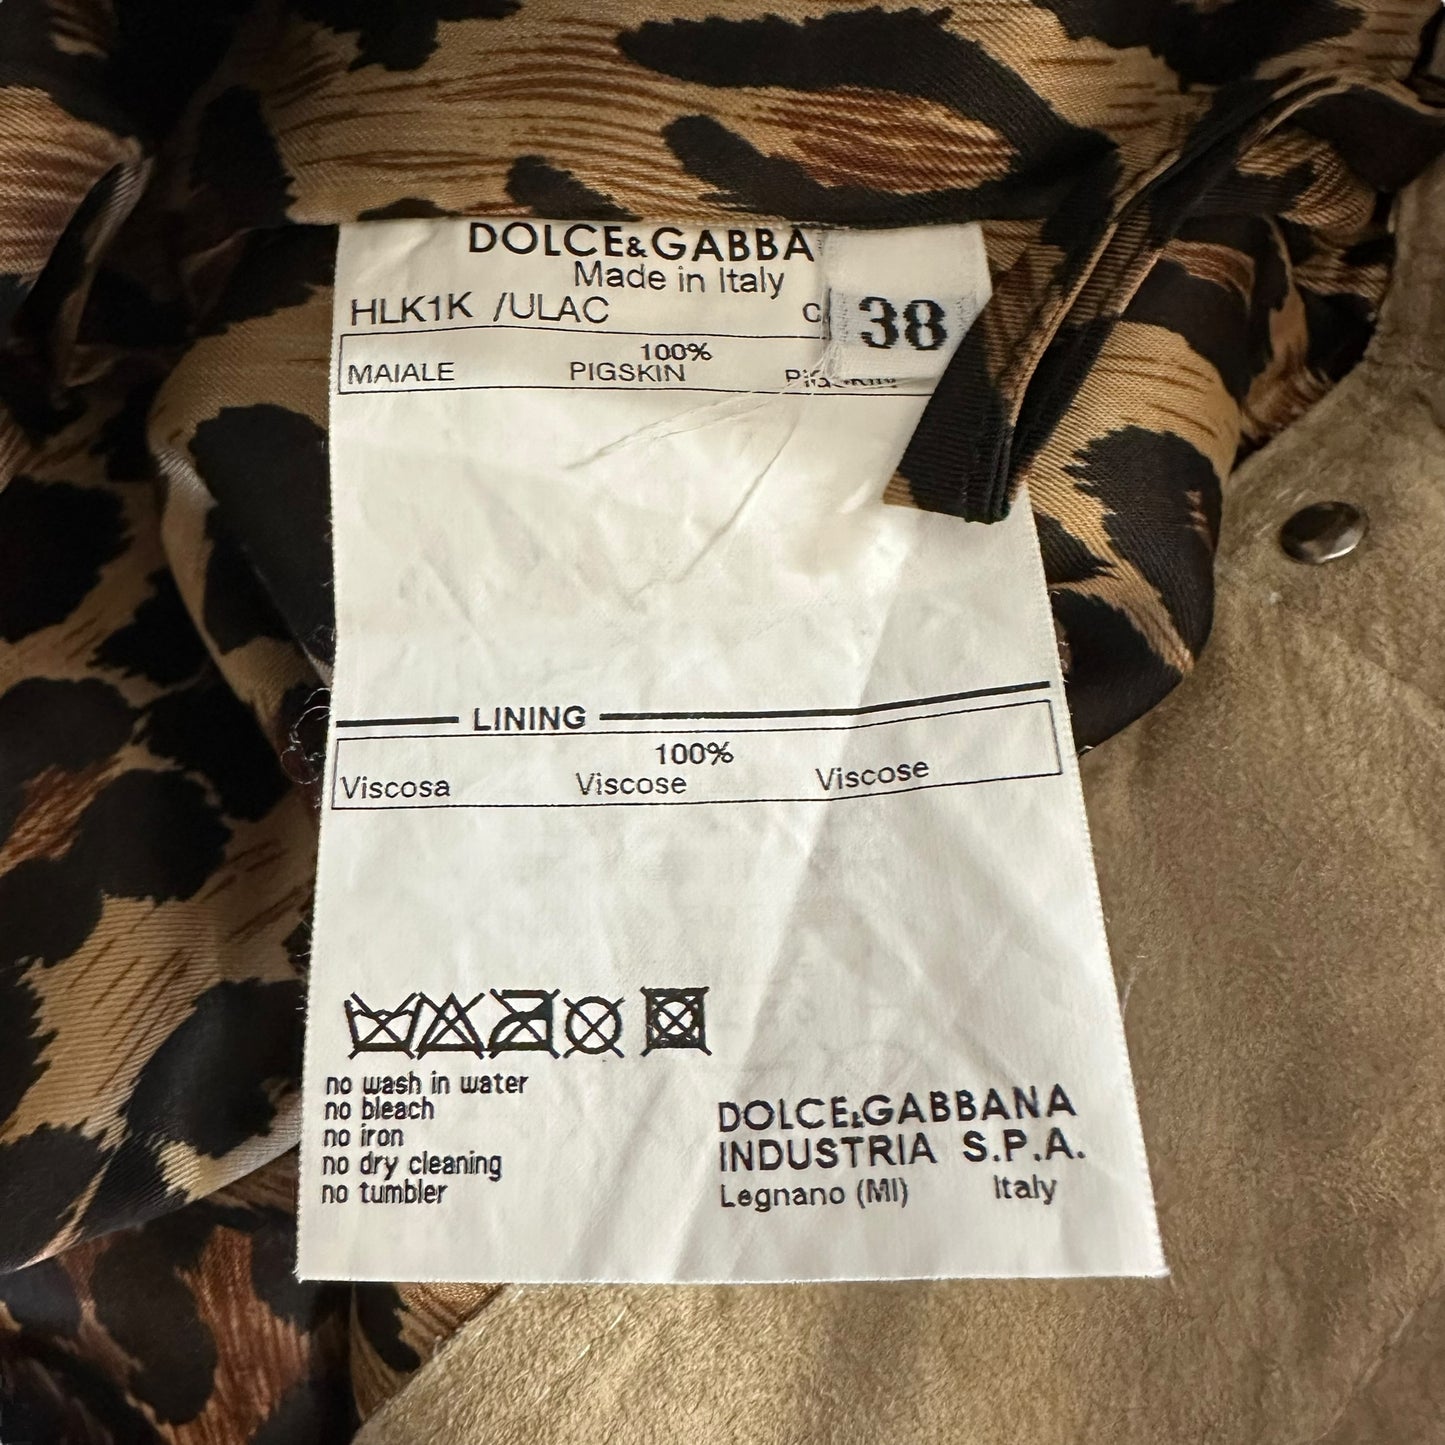 DOLCE&GABBA
Made in Italy
HLK1K /ULAC
38
100%
MAIALE PIGSKIN
LINING
100%
Viscosa Viscose Viscose
no wash in water
no bleach
no iron
no dry cleaning
no tumbler
DOLCE&GABBANA
INDUSTRIA S.P.A.
Legnano (MI) Italy